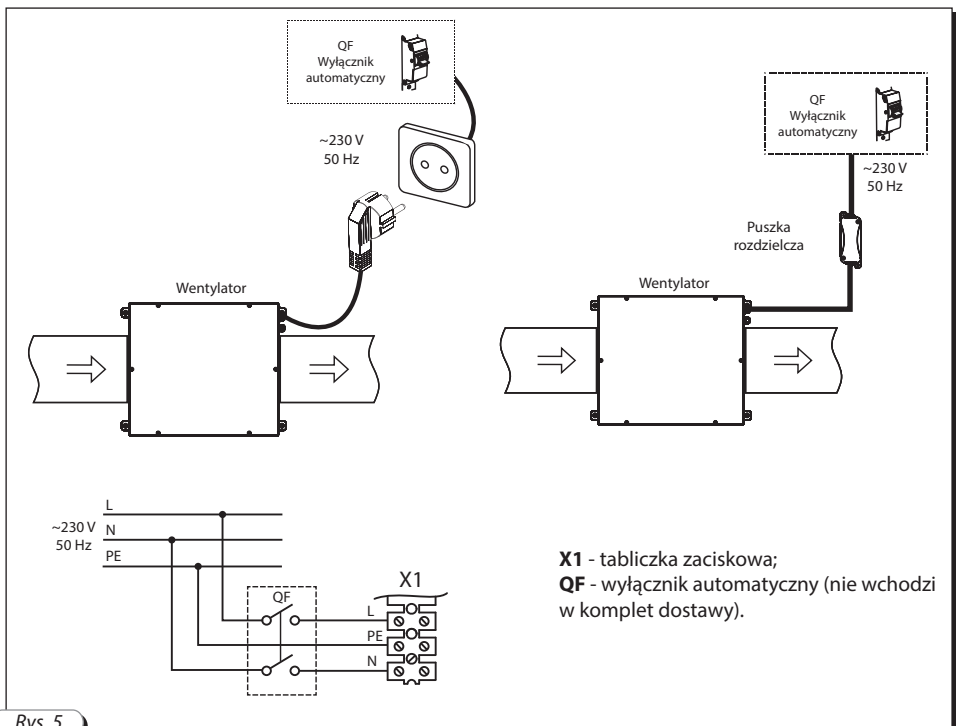 QF
Wyłącznik
automatyczny
~230 V
50 Hz
Wentylator
QF
Wyłącznik
automatyczny
~230 V
50 Hz
Puszka
rozdzielcza
Wentylator
~230 V
50 Hz
L
N
PE
QF
X1
L
PE
N
X1 - tabliczka zaciskowa;
QF - wyłącznik automatyczny (nie wchodzi
w komplet dostawy).
Rys. 5